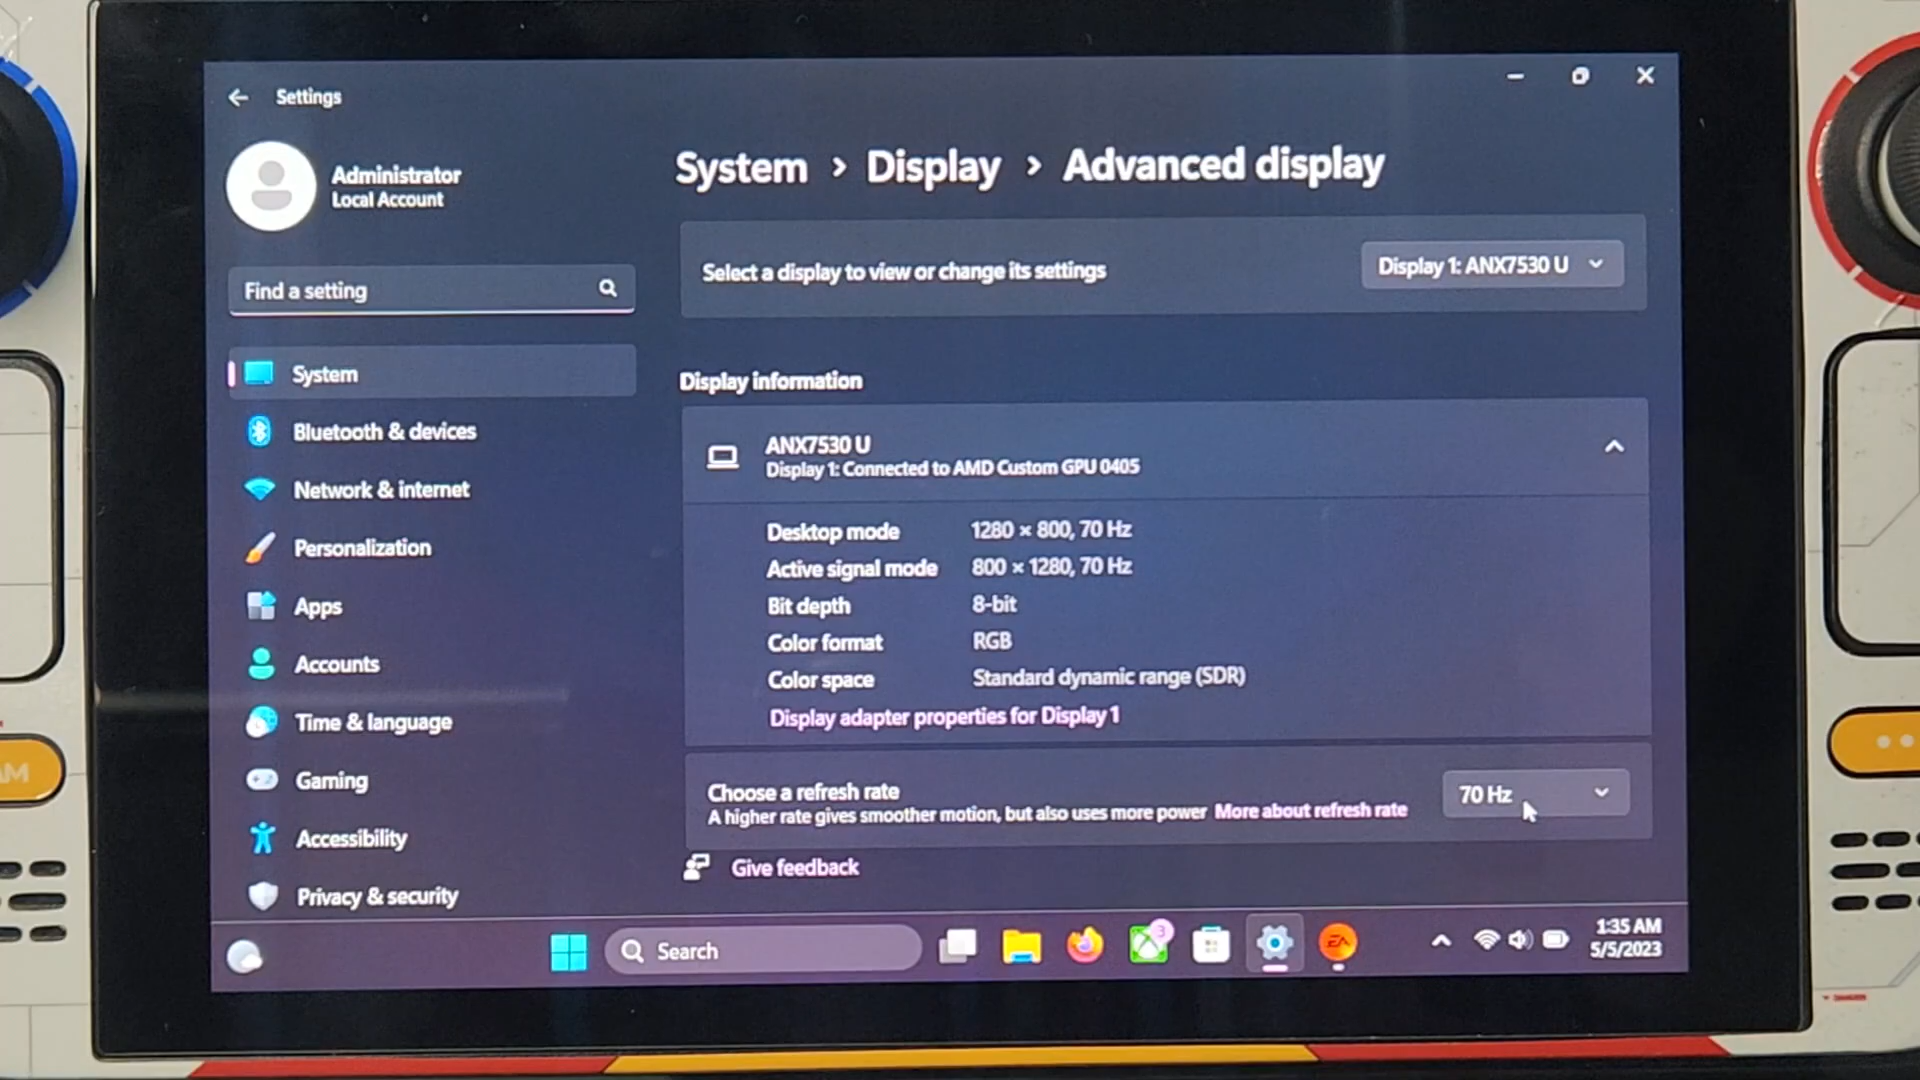 Settings
Administrator
Local Account
Find a setting
System
Bluetooth & devices
Network & internet
Personalization
Apps
Accounts
Time & language
Gaming
Accessibility
Privacy & security
System > Display > Advanced display
Select a display to view or change its settings
Display 1: ANX7530 U
Display information
ANX7530 U
Display 1: Connected to AMD Custom GPU 0405
Desktop mode 1280 × 800, 70 Hz
Active signal mode 800 × 1280, 70 Hz
Bit depth 8-bit
Color format RGB
Color space Standard dynamic range (SDR)
Display adapter properties for Display 1
Choose a refresh rate
A higher rate gives smoother motion, but also uses more power More about refresh rate
70 Hz
Give feedback
Search
3
EA
1:35 AM
5/5/2023
AM